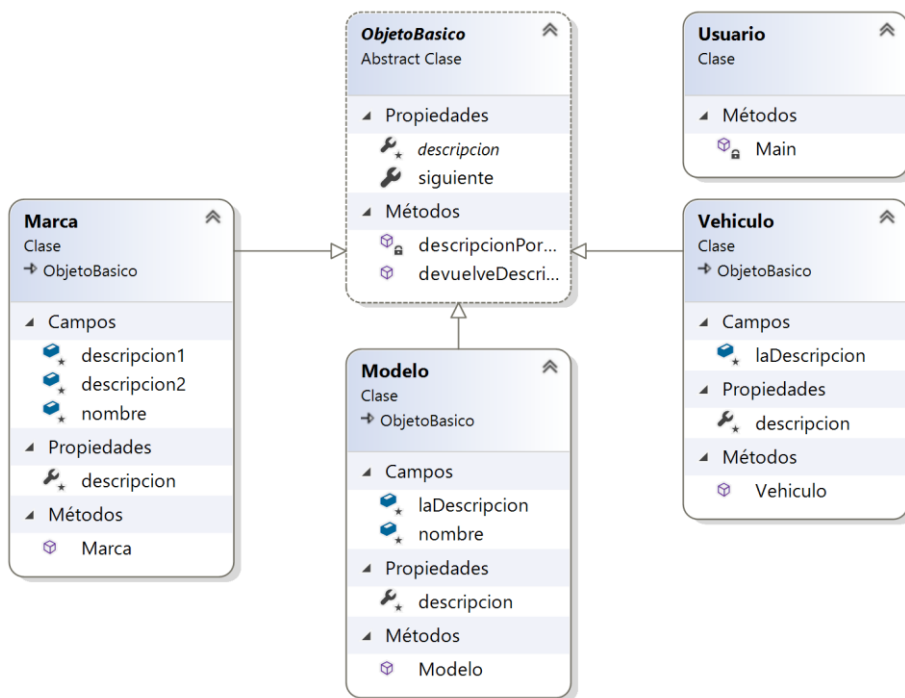 ObjetoBasico
Abstract Clase
Propiedades
descripcion
siguiente
Métodos
descripcionPor...
devuelveDescri...
Usuario
Clase
Métodos
Main
Marca
Clase
ObjetoBasico
Campos
descripcion1
descripcion2
nombre
Propiedades
descripcion
Métodos
Marca
Modelo
Clase
ObjetoBasico
Campos
laDescripcion
nombre
Propiedades
descripcion
Métodos
Modelo
Vehiculo
Clase
ObjetoBasico
Campos
laDescripcion
Propiedades
descripcion
Métodos
Vehiculo